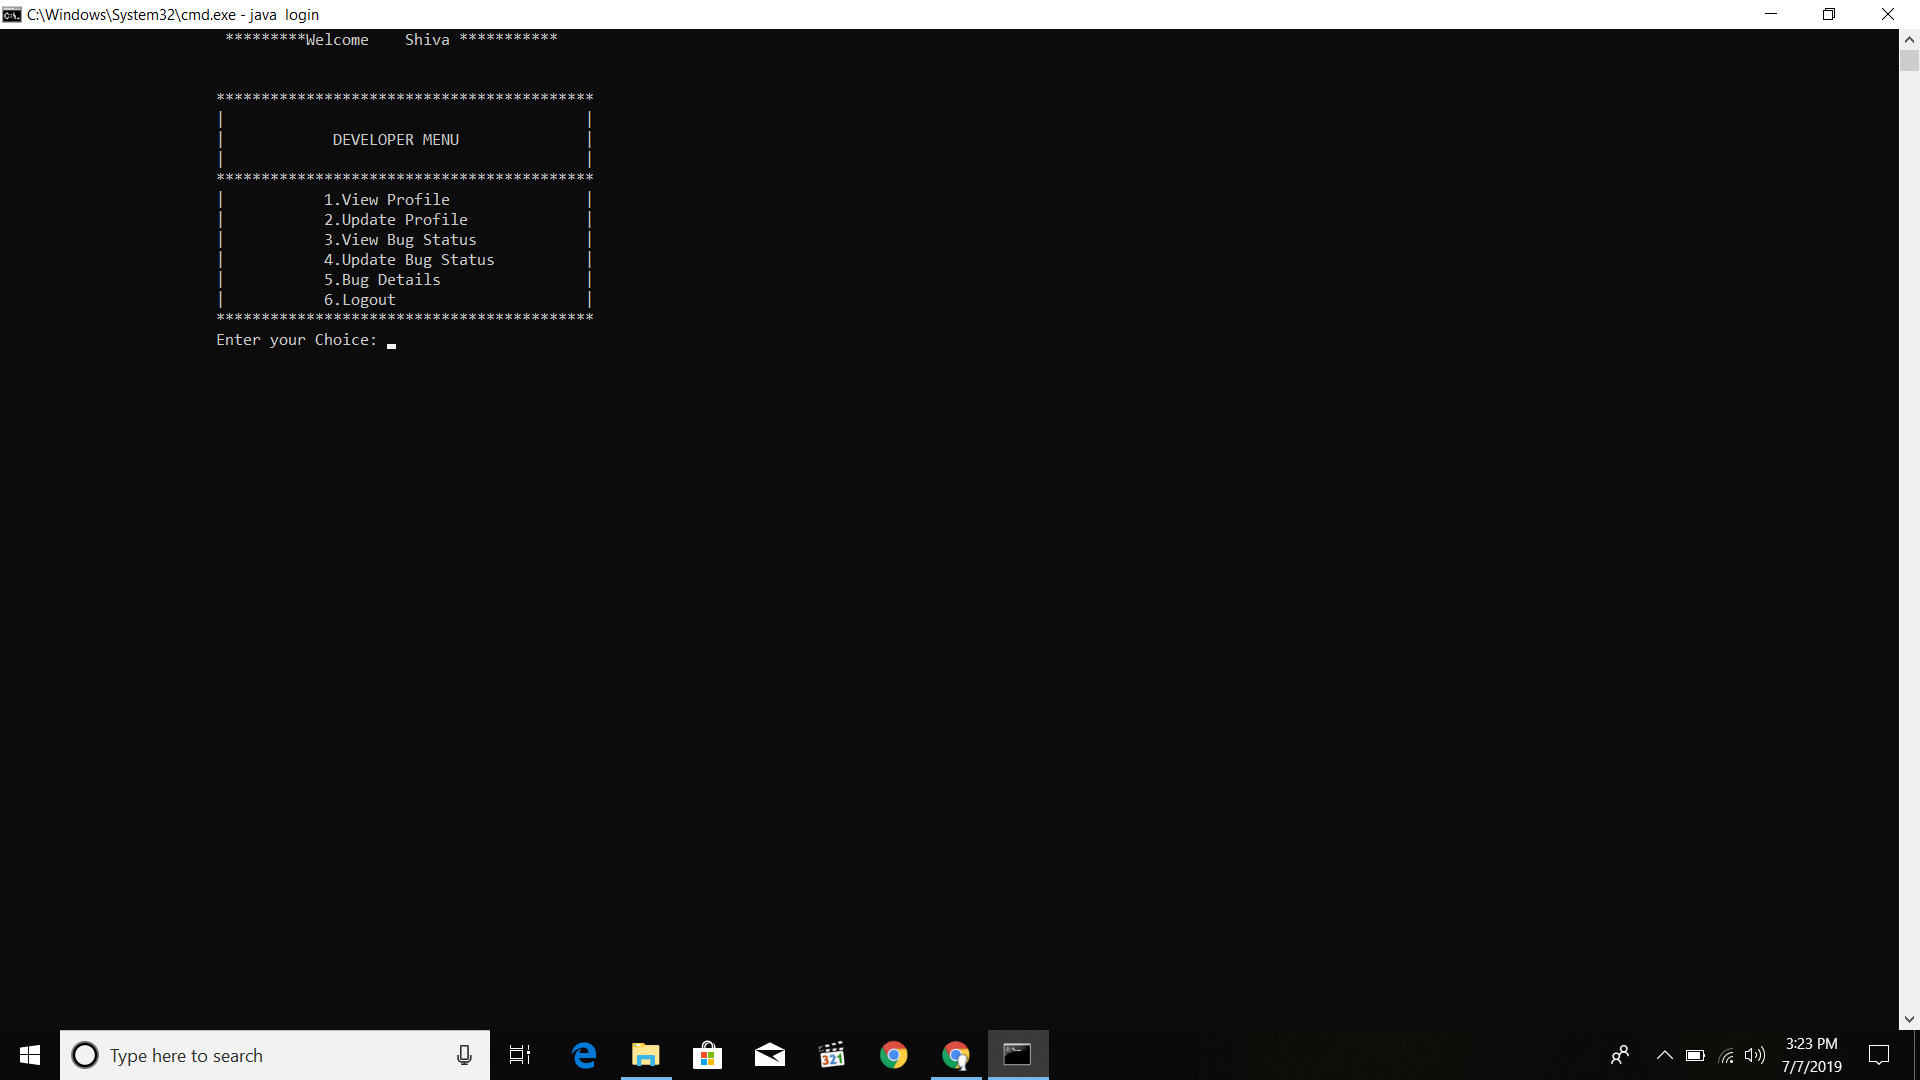 C:\Windows\System32\cmd.exe - java  login
*********Welcome    Shiva ***********
******************************************
|                                        |
|            DEVELOPER MENU              |
|                                        |
******************************************
|           1.View Profile               |
|           2.Update Profile             |
|           3.View Bug Status            |
|           4.Update Bug Status          |
|           5.Bug Details                |
|           6.Logout                     |
******************************************
Enter your Choice: 
Type here to search
321
3:23 PM
7/7/2019